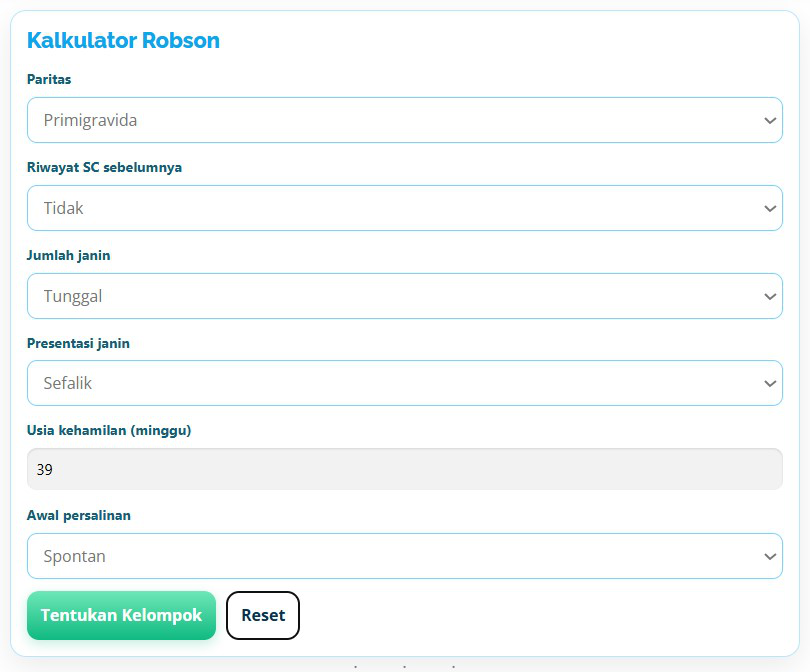 Kalkulator Robson
Paritas
Primigravida
Riwayat SC sebelumnya
Tidak
Jumlah janin
Tunggal
Presentasi janin
Sefalik
Usia kehamilan (minggu)
39
Awal persalinan
Spontan
Tentukan Kelompok
Reset